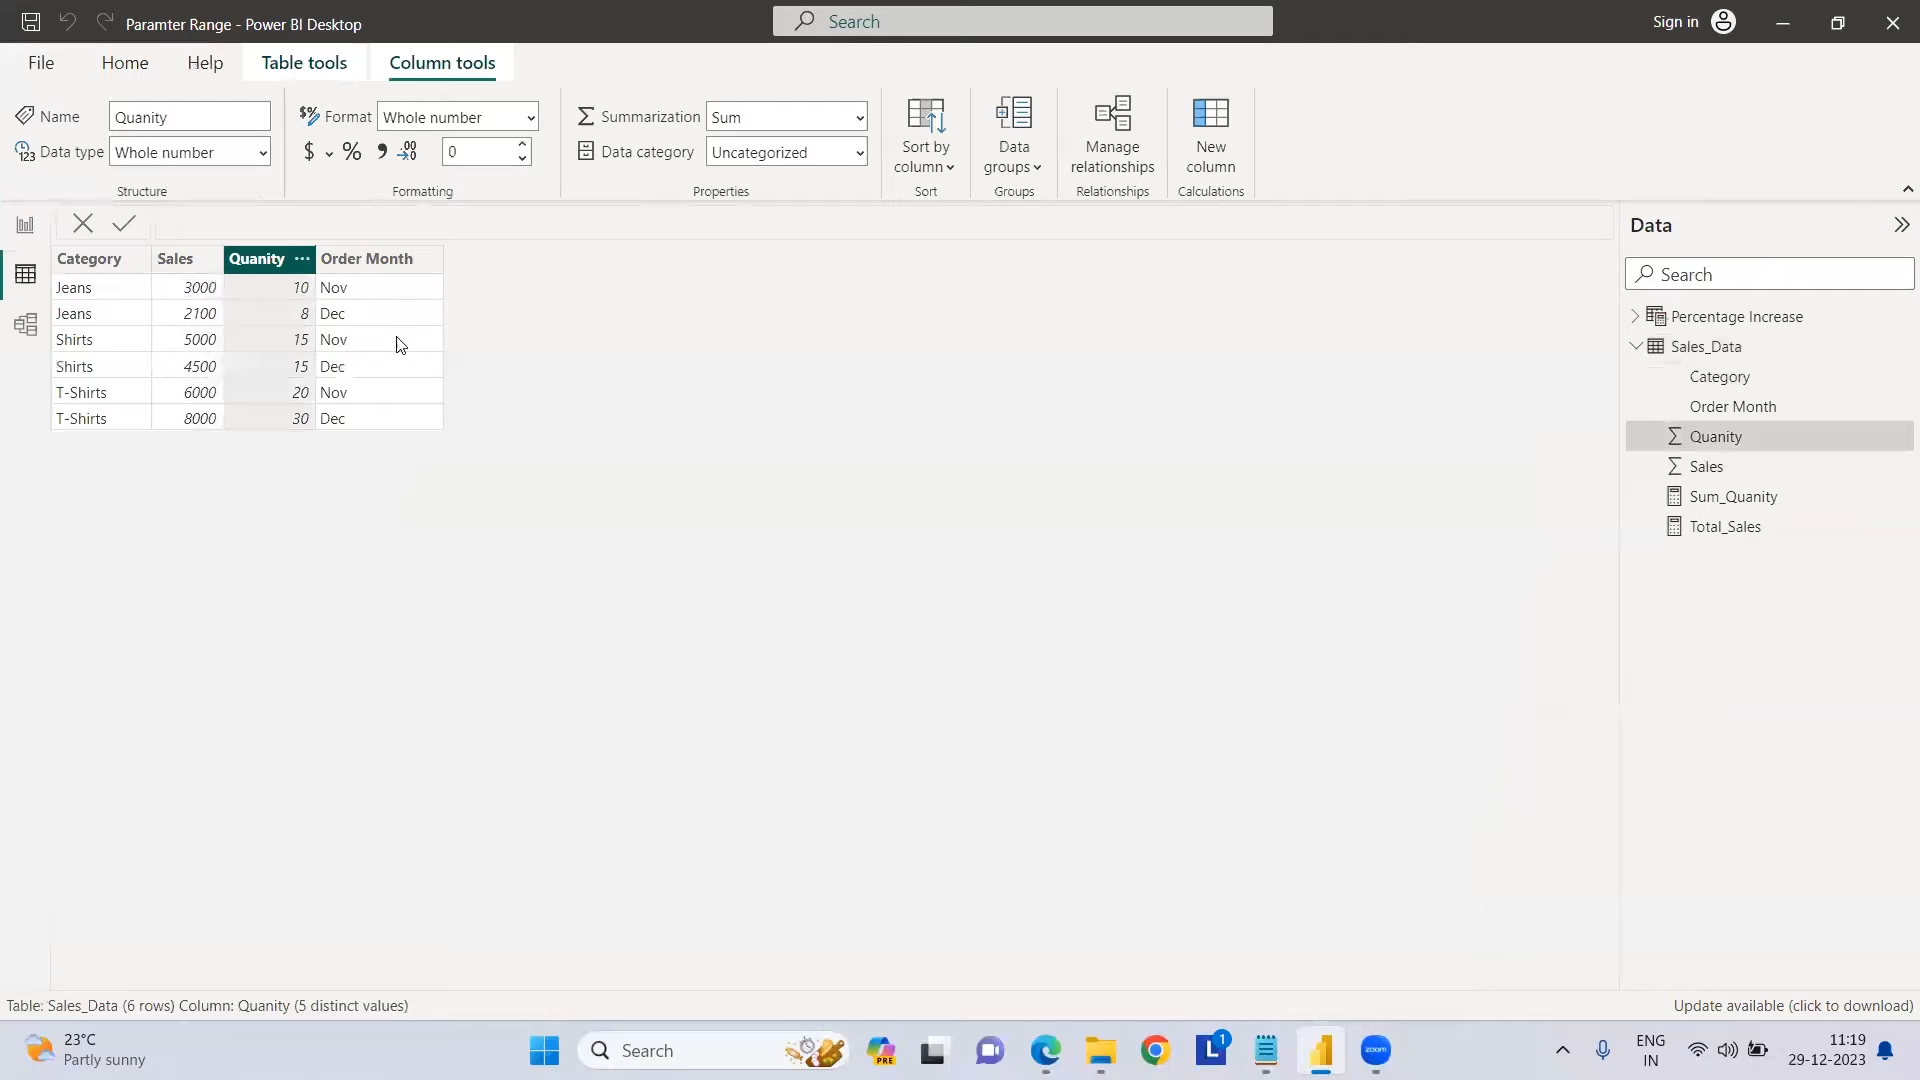 Paramter Range - Power BI Desktop
Search
Sign in
File Home Help Table tools Column tools
Name Quanity
Data type Whole number
Structure
Format Whole number
$ % 0
Formatting
Summarization Sum
Data category Uncategorized
Properties
Sort by column
Sort
Data groups
Groups
Manage relationships
Relationships
New column
Calculations
Category Sales Quanity Order Month
Jeans 3000 10 Nov
Jeans 2100 8 Dec
Shirts 5000 15 Nov
Shirts 4500 15 Dec
T-Shirts 6000 20 Nov
T-Shirts 8000 30 Dec
Data
Search
Percentage Increase
Sales_Data
Category
Order Month
Quanity
Sales
Sum_Quanity
Total_Sales
Table: Sales_Data (6 rows) Column: Quanity (5 distinct values)
Update available (click to download)
23°C
Partly sunny
Search
PRE
L 1
zoom
ENG
IN
11:19
29-12-2023